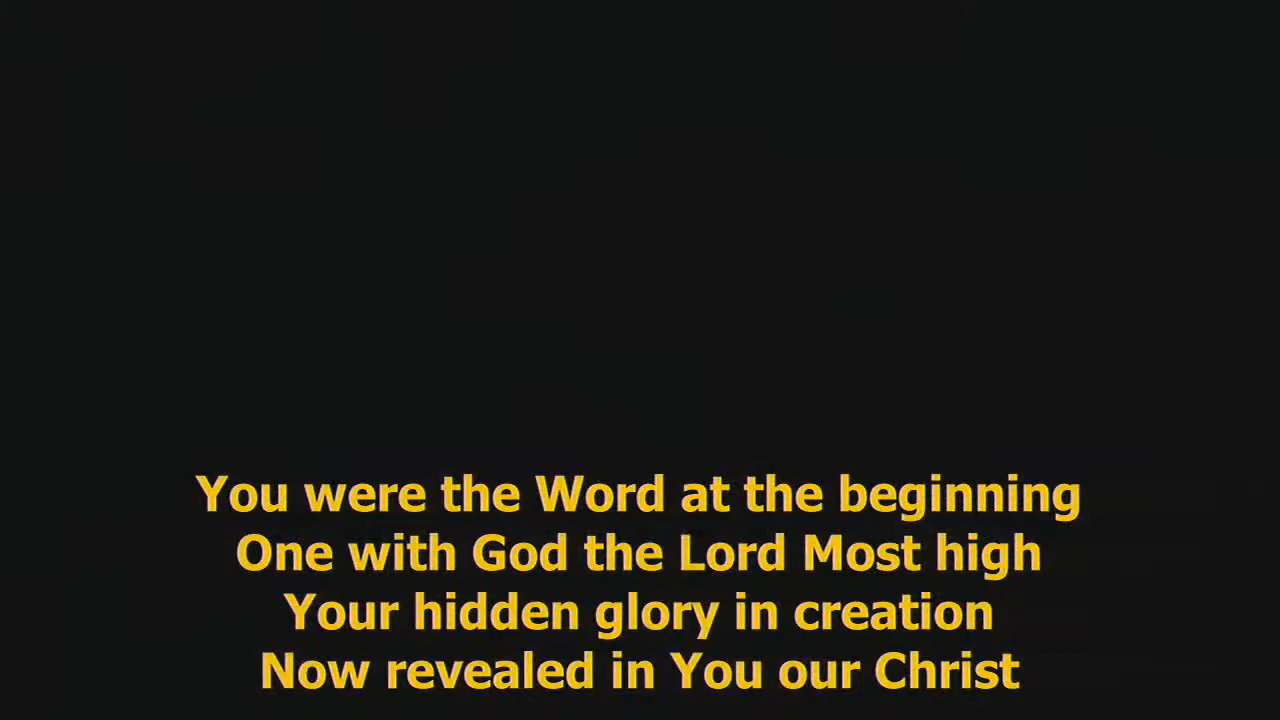 You were the Word at the beginning
One with God the Lord Most high
Your hidden glory in creation
Now revealed in You our Christ